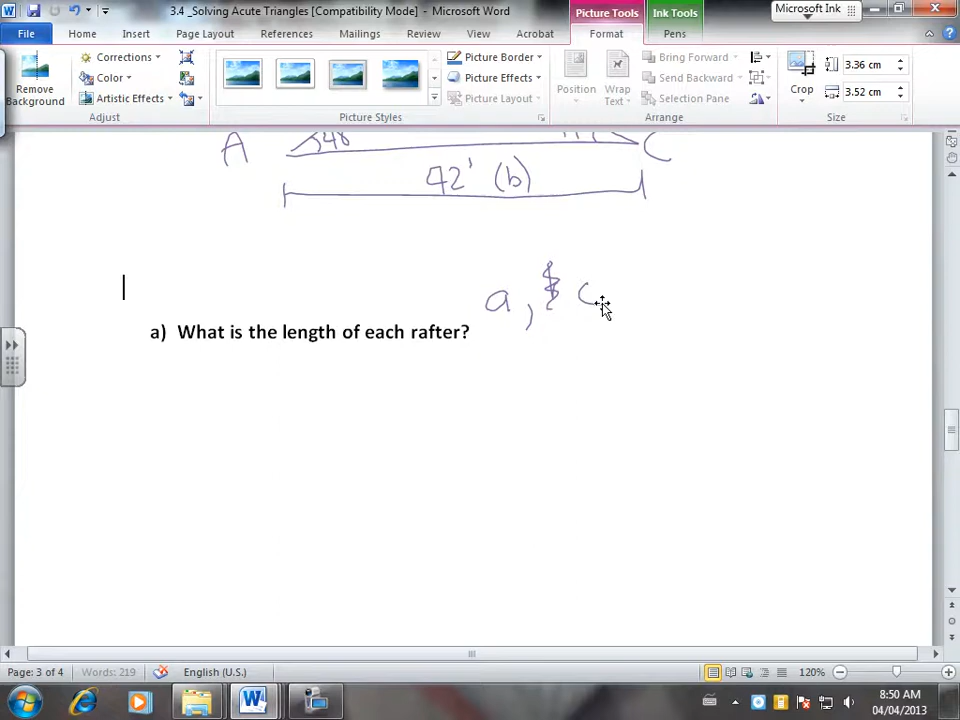 3.4 _Solving Acute Triangles [Compatibility Mode] - Microsoft Word
Picture Tools
Ink Tools
Microsoft Ink
File
Home
Insert
Page Layout
References
Mailings
Review
View
Acrobat
Format
Pens
Remove Background
Corrections
Color
Artistic Effects
Adjust
Picture Styles
Picture Border
Picture Effects
Picture Layout
Position
Wrap Text
Bring Forward
Send Backward
Selection Pane
Arrange
Crop
3.36 cm
3.52 cm
Size
A 48 C
42' (b)
a, & c
a) What is the length of each rafter?
Page: 3 of 4
Words: 219
English (U.S.)
120%
8:50 AM
04/04/2013